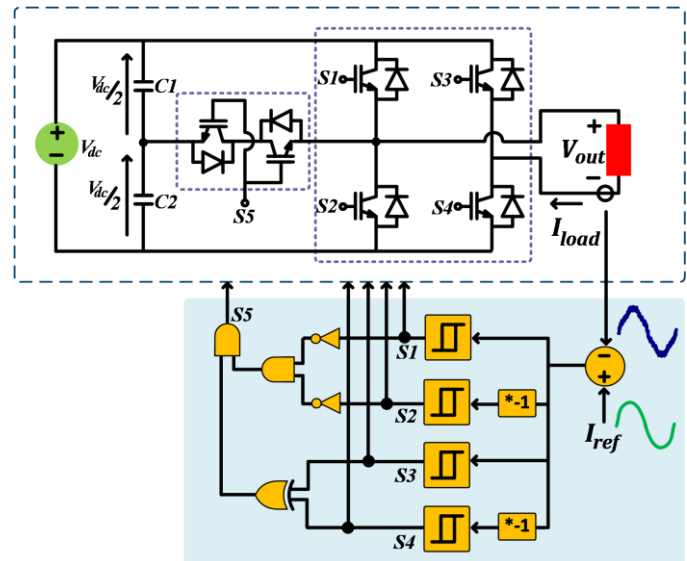 Vdc/2
C1
S1
S3
+
−
Vdc
+
Vout
−
Vdc/2
C2
S5
S2
S4
Iload
S5
S1
−
+
*-1
S2
Iref
S3
*-1
S4